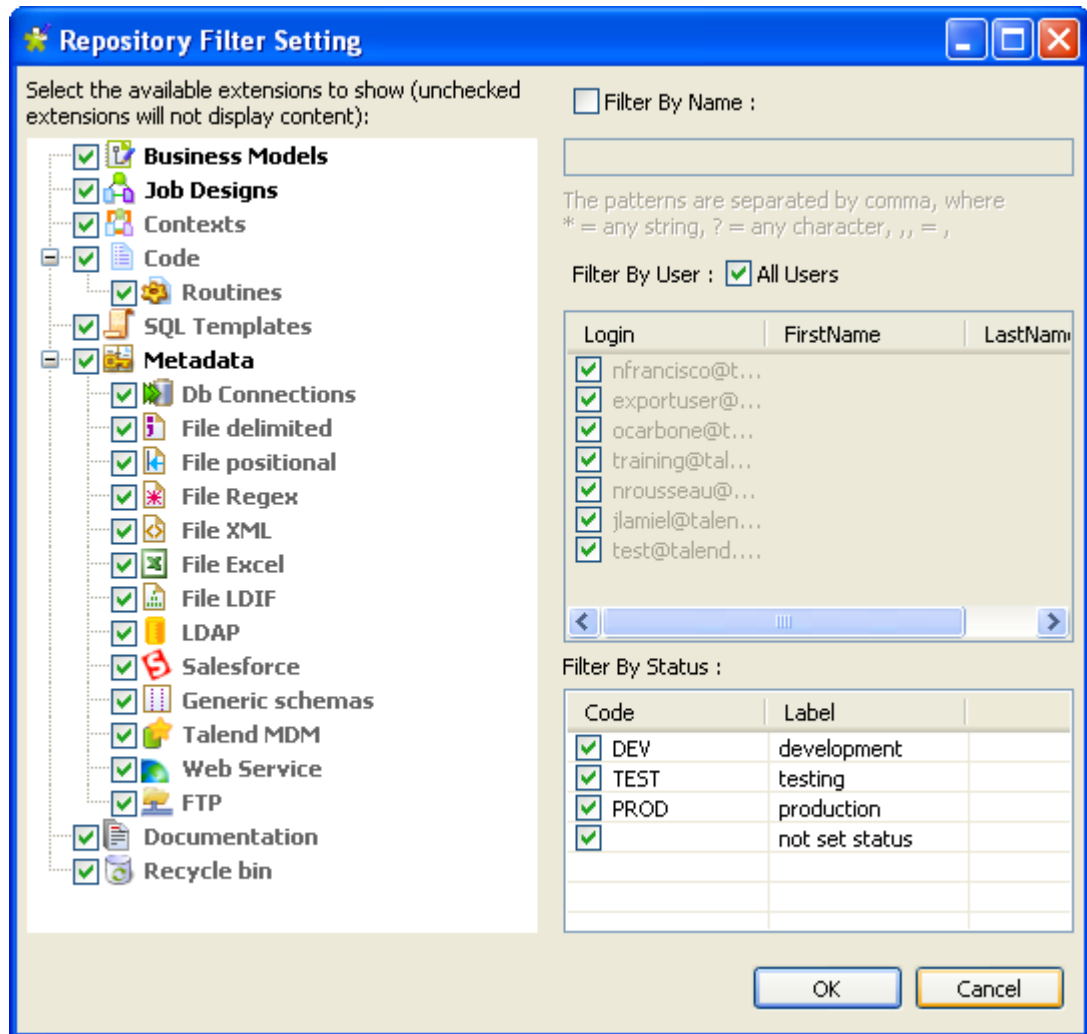 Repository Filter Setting
Select the available extensions to show (unchecked
extensions will not display content):
Business Models
Job Designs
Contexts
Code
Routines
SQL Templates
Metadata
Db Connections
File delimited
File positional
File Regex
File XML
File Excel
File LDIF
LDAP
Salesforce
Generic schemas
Talend MDM
Web Service
FTP
Documentation
Recycle bin
Filter By Name :
The patterns are separated by comma, where
* = any string, ? = any character, ,, = ,
Filter By User : All Users
Login FirstName LastNam
nfrancisco@t...
exportuser@...
ocarbone@t...
training@tal...
nrousseau@...
jlamiel@talen...
test@talend....
Filter By Status :
Code Label
DEV development
TEST testing
PROD production
not set status
OK Cancel